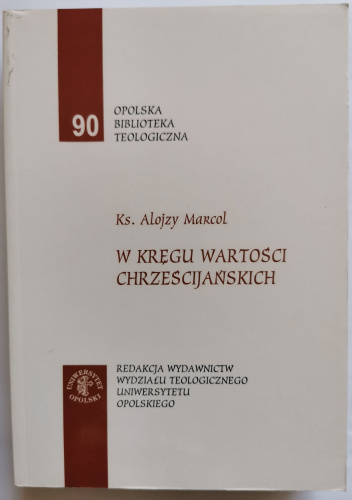 90
OPOLSKA
BIBLIOTEKA
TEOLOGICZNA
Ks. Alojzy Marcol
W KRĘGU WARTOŚCI
CHRZEŚCIJAŃSKICH
UNIWERSYTET
OPOLSKI
REDAKCJA WYDAWNICTW
WYDZIAŁU TEOLOGICZNEGO
UNIWERSYTETU
OPOLSKIEGO